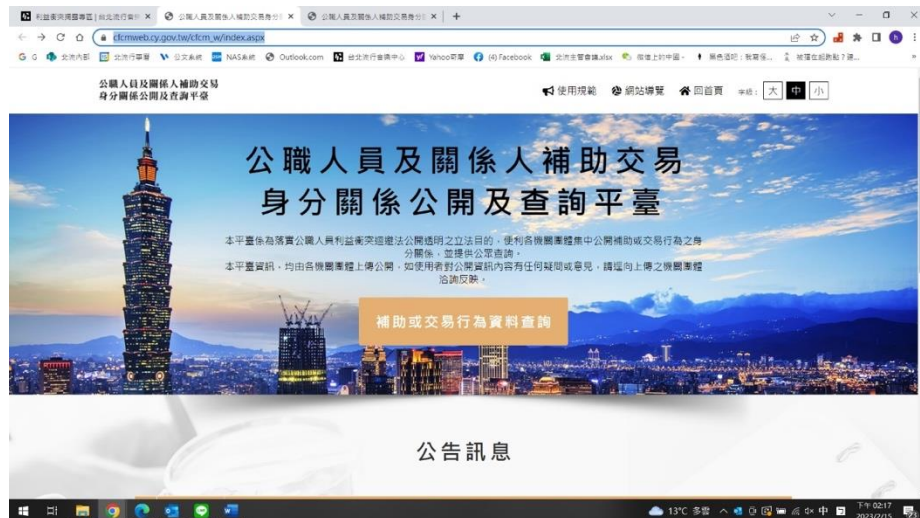 利益衝突揭露專區 | 台北流行音
公職人員及關係人補助交易身分
公職人員及關係人補助交易身分
cfcmweb.cy.gov.tw/cfcm_w/index.aspx
G
北流內部
北流行事曆
公文系統
NAS系統
Outlook.com
台北流行音樂中心
Yahoo奇摩
(4) Facebook
北流主管會議.xlsx
公職人員及關係人補助交易
身分關係公開及查詢平臺
使用規範
網站導覽
回首頁
字級：
大
中
小
公職人員及關係人補助交易
身分關係公開及查詢平臺
本平臺係為落實公職人員利益衝突迴避法公開透明之立法目的，便利各機關團體集中公開補助或交易行為之身
分關係，並提供公眾查詢。
本平臺資訊，均由各機關團體上傳公開，如使用者對公開資訊內容有任何疑問或意見，請逕向上傳之機關團體
洽詢反映。
補助或交易行為資料查詢
公告訊息
13°C 多雲
中
下午 02:17
2023/2/15